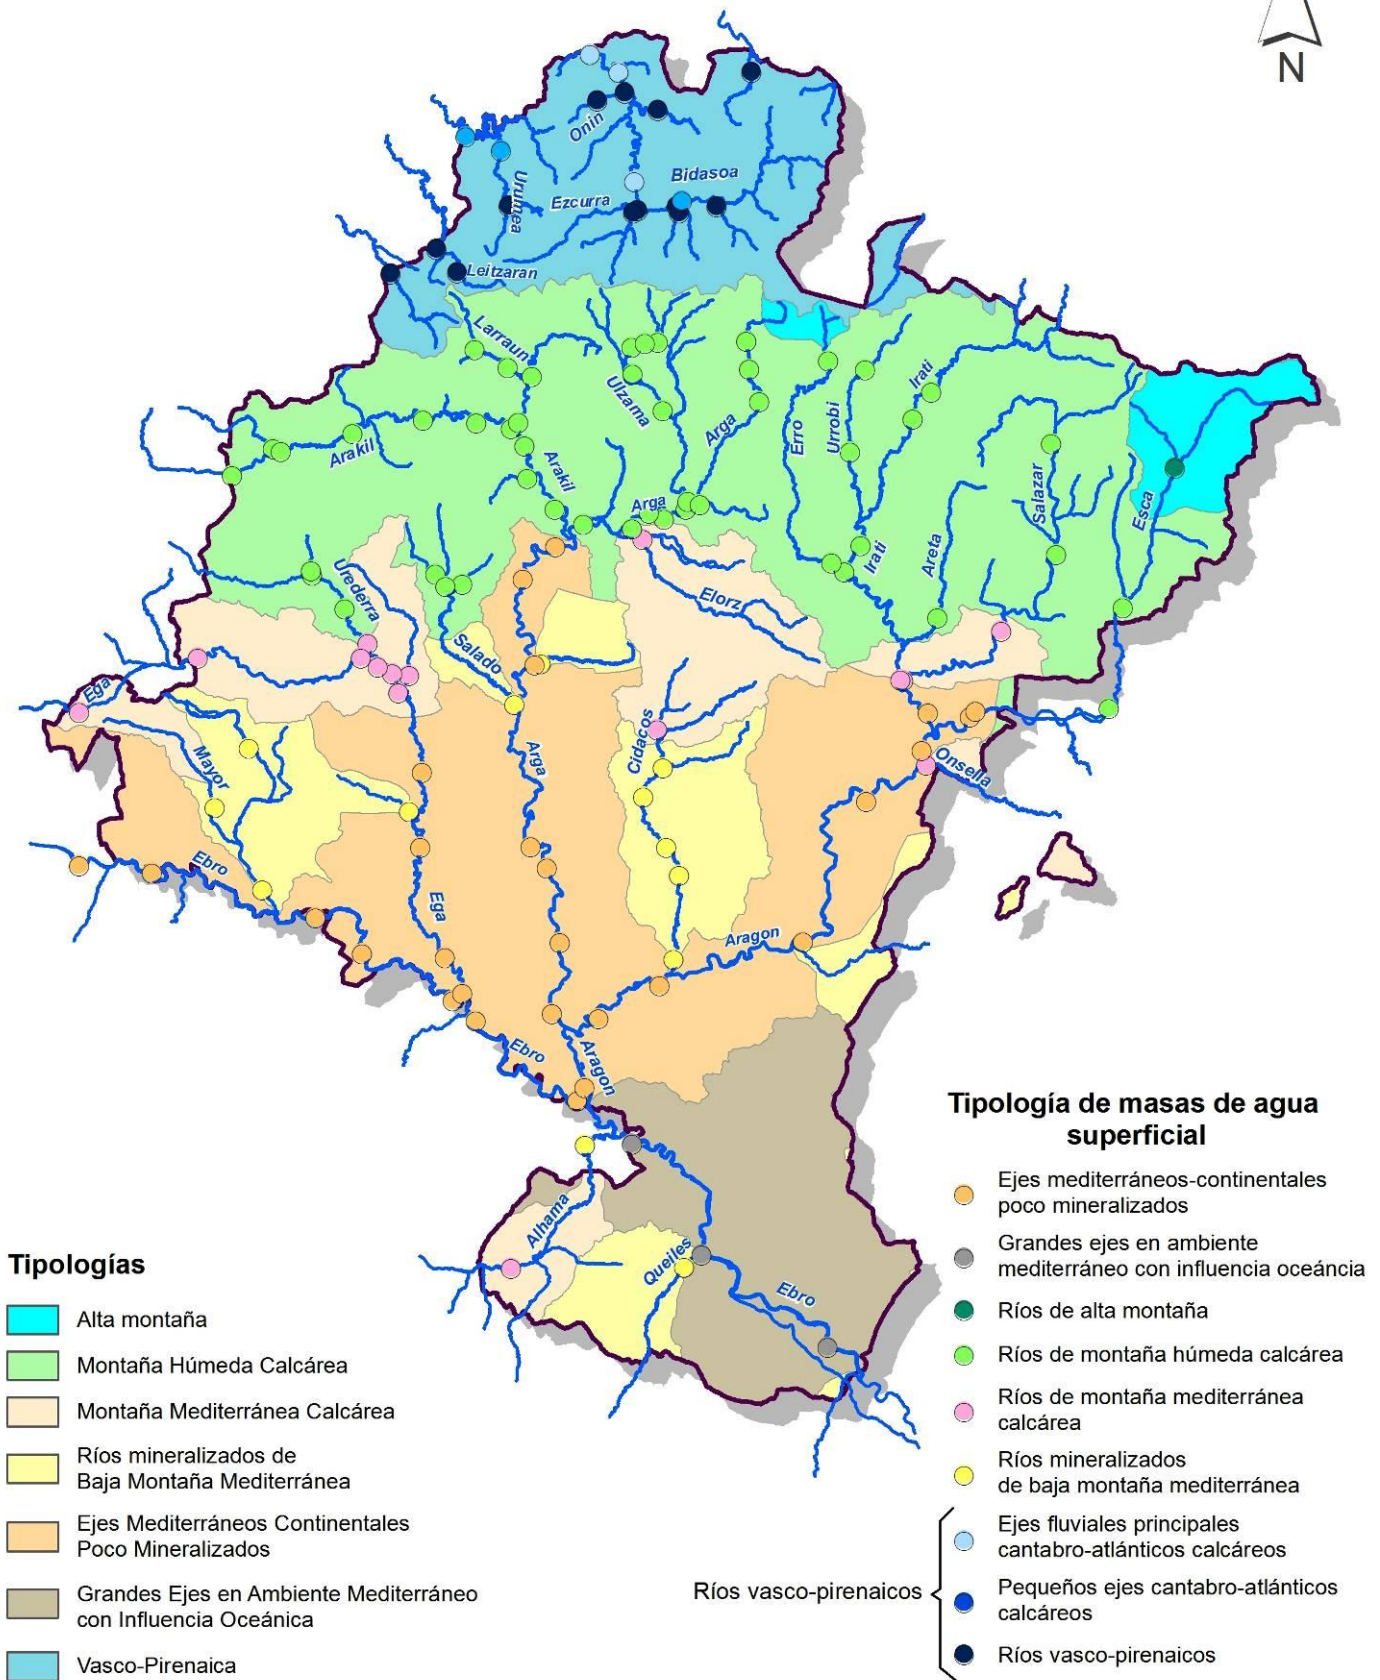 N
Onin
Bidasoa
Urumea
Ezcurra
Leitzaran
Larraun
Ulzama
Irati
Arga
Erro
Urrobi
Arakil
Arakil
Salazar
Esca
Arga
Areta
Irati
Urederra
Elorz
Salado
Ega
Cidacos
Mayor
Arga
Onsella
Ebro
Ega
Aragon
Ebro
Aragon
Alhama
Queiles
Ebro
Tipologías
Alta montaña
Montaña Húmeda Calcárea
Montaña Mediterránea Calcárea
Ríos mineralizados de
Baja Montaña Mediterránea
Ejes Mediterráneos Continentales
Poco Mineralizados
Grandes Ejes en Ambiente Mediterráneo
con Influencia Oceánica
Vasco-Pirenaica
Tipología de masas de agua
superficial
Ejes mediterráneos-continentales
poco mineralizados
Grandes ejes en ambiente
mediterráneo con influencia oceáncia
Ríos de alta montaña
Ríos de montaña húmeda calcárea
Ríos de montaña mediterránea
calcárea
Ríos mineralizados
de baja montaña mediterránea
Ríos vasco-pirenaicos
Ejes fluviales principales
cantabro-atlánticos calcáreos
Pequeños ejes cantabro-atlánticos
calcáreos
Ríos vasco-pirenaicos